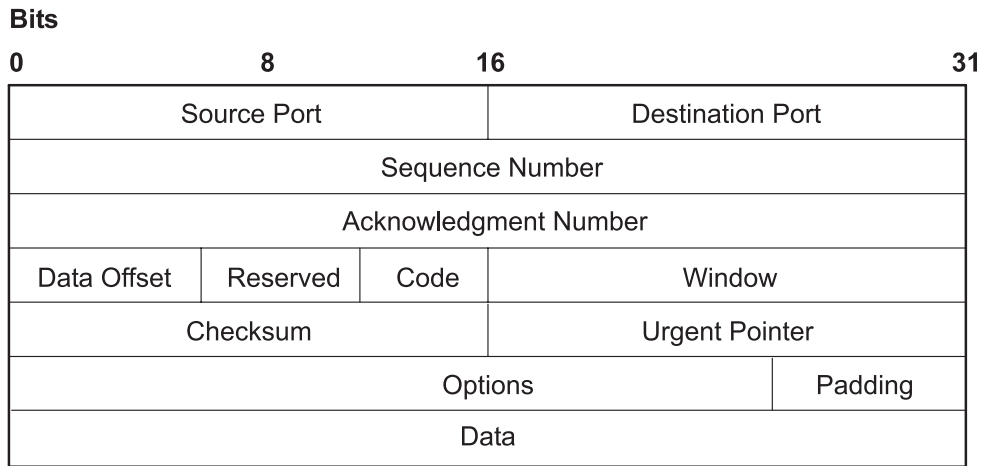 Bits
0 8 16 31
Source Port Destination Port
Sequence Number
Acknowledgment Number
Data Offset Reserved Code Window
Checksum Urgent Pointer
Options Padding
Data